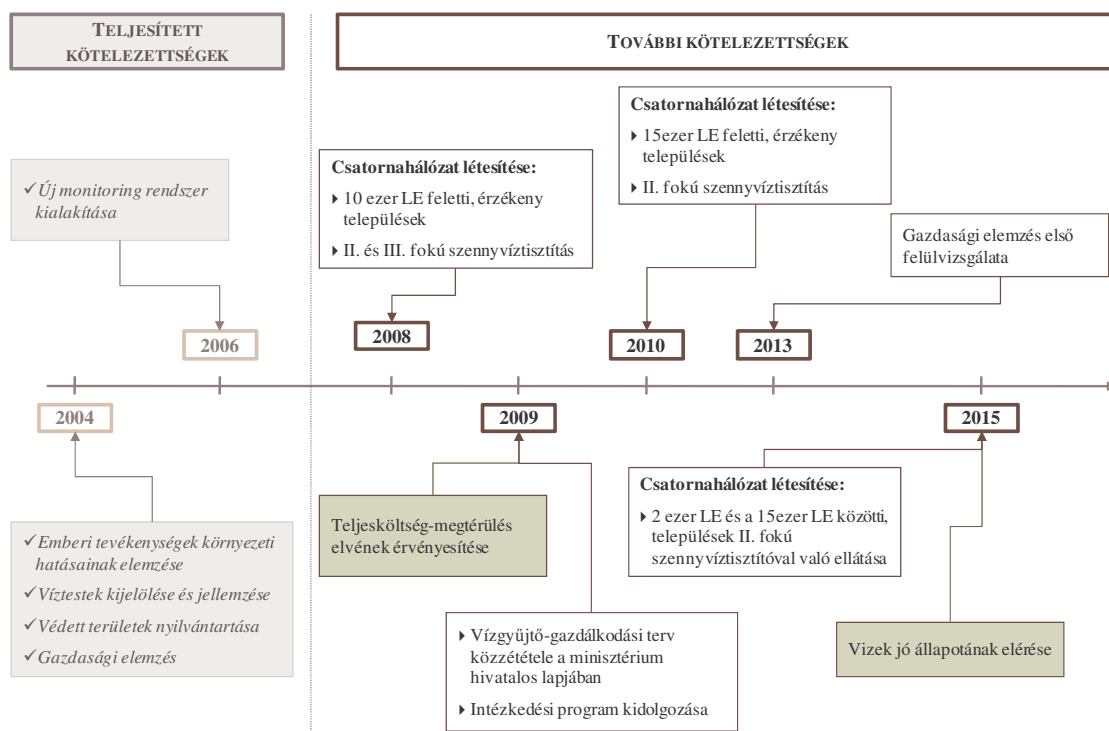 TELJESÍTETT
KÖTELEZETTSÉGEK
TOVÁBBI KÖTELEZETTSÉGEK
✓Új monitoring rendszer
kialakítása
Csatornahálózat létesítése:
10 ezer LE feletti, érzékeny
települések
II. és III. fokú szennyvíztisztítás
Csatornahálózat létesítése:
15ezer LE feletti, érzékeny
települések
II. fokú szennyvíztisztítás
Gazdasági elemzés első
felülvizsgálata
2006
2008
2010
2013
2004
2009
2015
✓Emberi tevékenységek környezeti
hatásainak elemzése
✓Víztestek kijelölése és jellemzése
✓Védett területek nyilvántartása
✓Gazdasági elemzés
Teljesköltség-megtérülés
elvének érvényesítése
Vízgyűjtő-gazdálkodási terv
közzététele a minisztérium
hivatalos lapjában
Intézkedési program kidolgozása
Csatornahálózat létesítése:
2 ezer LE és a 15ezer LE közötti,
települések II. fokú
szennyvíztisztítóval való ellátása
Vizek jó állapotának elérése